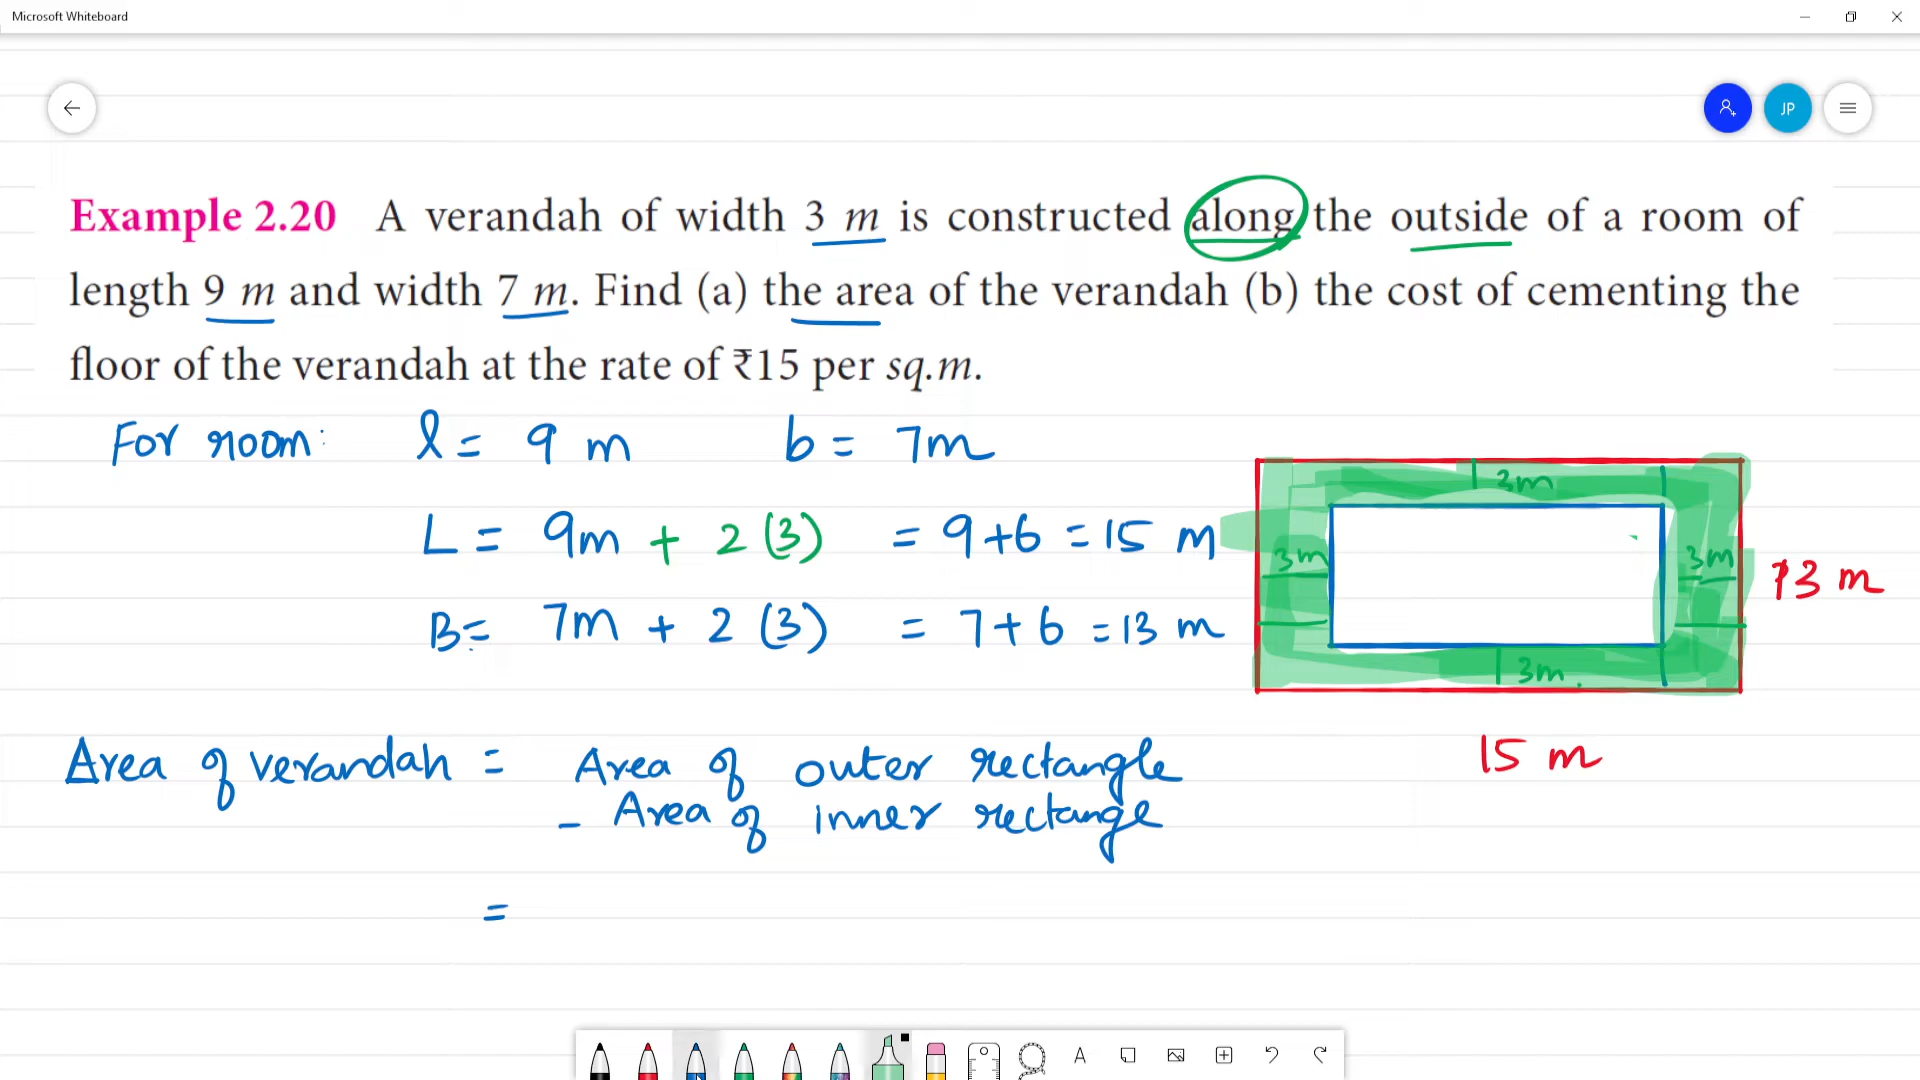 Microsoft Whiteboard
JP
Example 2.20 A verandah of width 3 m is constructed along the outside of a room of
length 9 m and width 7 m. Find (a) the area of the verandah (b) the cost of cementing the
floor of the verandah at the rate of ₹15 per sq.m.
For room: l = 9 m b = 7m
L = 9m + 2 (3) = 9+6 = 15 m
B = 7m + 2 (3) = 7+6 = 13 m
3m
3m 3m
13 m
3m.
15 m
Area of verandah = Area of outer rectangle
- Area of inner rectange
=
A